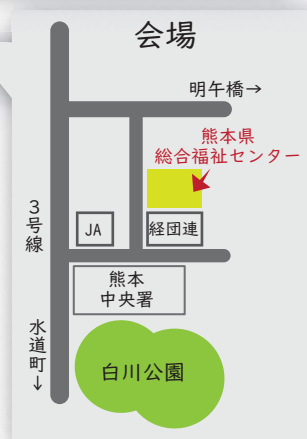 会場
明午橋→
熊本県
総合福祉センター
3号線
JA
経団連
熊本
中央署
水道町↓
白川公園